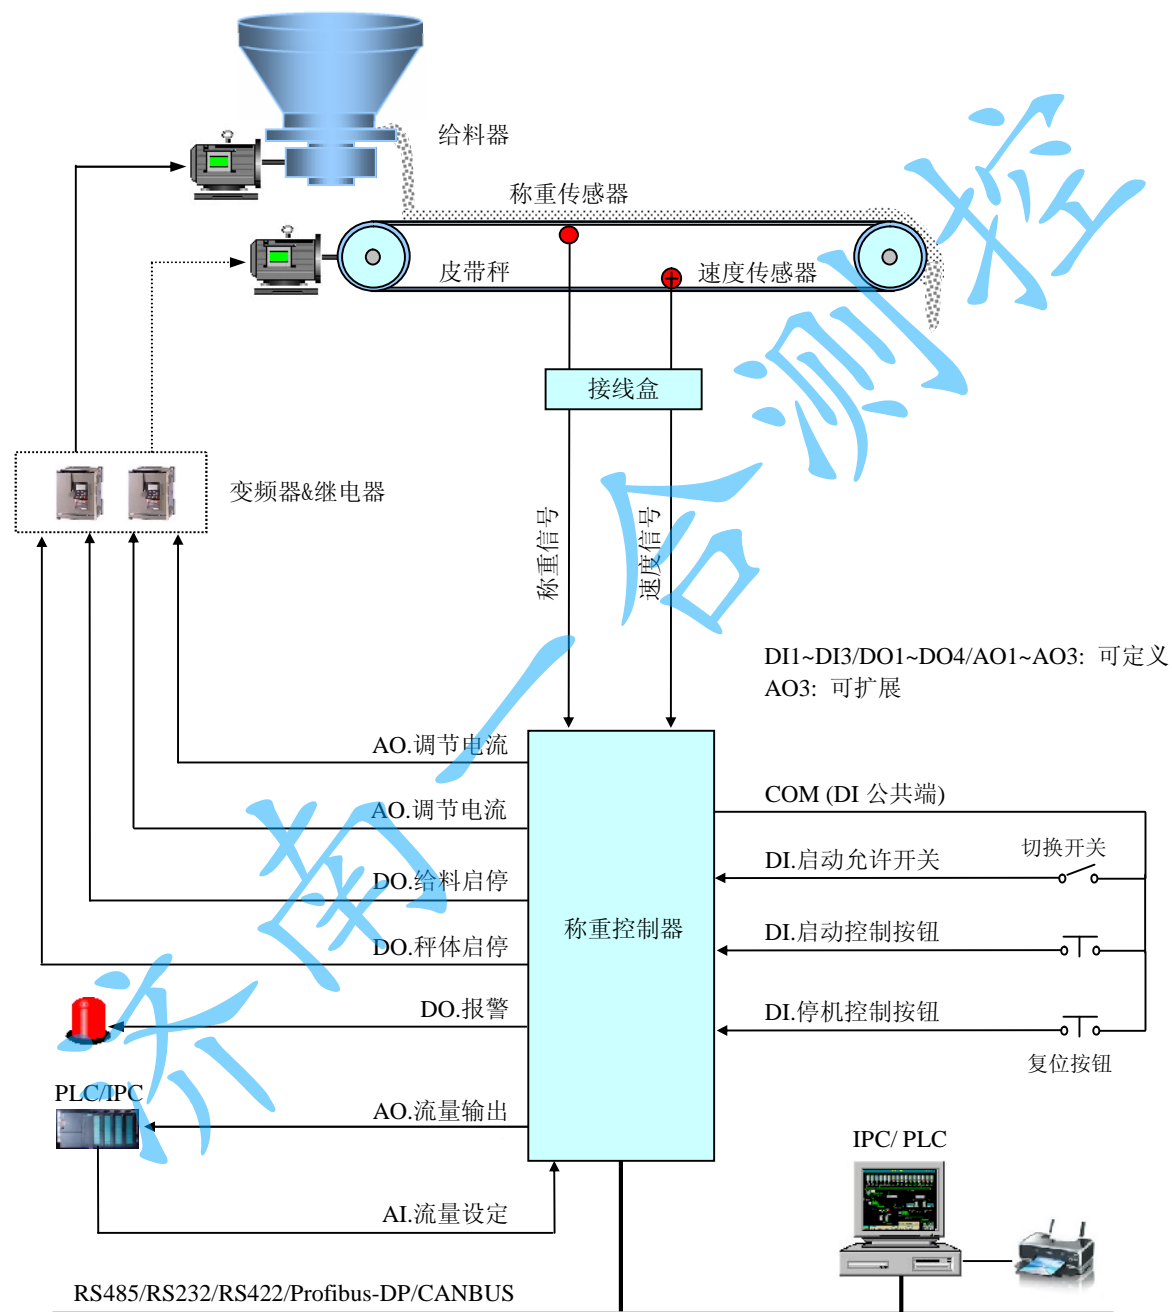 给料器
称重传感器
皮带秤
速度传感器
接线盒
变频器&继电器
称重信号
速度信号
DI1~DI3/DO1~DO4/AO1~AO3: 可定义
AO3: 可扩展
AO.调节电流
COM (DI 公共端)
AO.调节电流
DI.启动允许开关
切换开关
DO.给料启停
称重控制器
DI.启动控制按钮
DO.秤体启停
DO.报警
DI.停机控制按钮
复位按钮
PLC/IPC
AO.流量输出
IPC/ PLC
AI.流量设定
RS485/RS232/RS422/Profibus-DP/CANBUS
济南一合测控